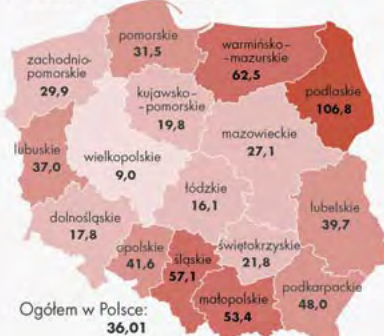 pomorskie
31,5
warmińsko-
-mazurskie
62,5
zachodnio-
pomorskie
29,9
podlaskie
106,8
kujawsko-
-pomorskie
19,8
mazowieckie
27,1
lubuskie
37,0
wielkopolskie
9,0
łódzkie
16,1
lubelskie
39,7
dolnośląskie
17,8
opolskie
41,6
śląskie
57,1
świętokrzyskie
21,8
podkarpackie
48,0
małopolskie
53,4
Ogółem w Polsce:
36,01